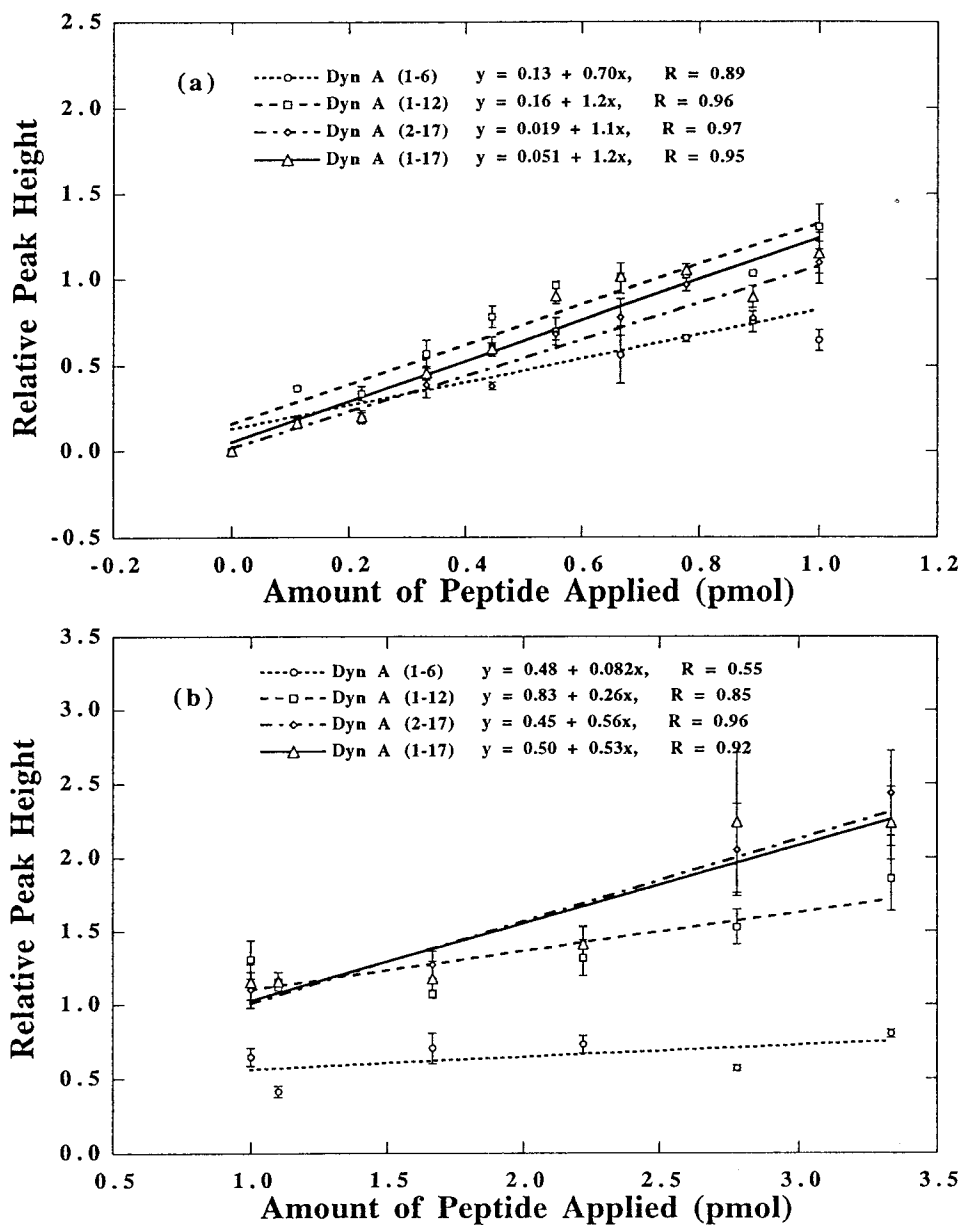 2.5
2.0
1.5
1.0
0.5
0.0
-0.5
Relative Peak Height
(a)
Dyn A (1-6) y = 0.13 + 0.70x, R = 0.89
Dyn A (1-12) y = 0.16 + 1.2x, R = 0.96
Dyn A (2-17) y = 0.019 + 1.1x, R = 0.97
Dyn A (1-17) y = 0.051 + 1.2x, R = 0.95
-0.2 0.0 0.2 0.4 0.6 0.8 1.0 1.2
Amount of Peptide Applied (pmol)
3.5
3.0
2.5
2.0
1.5
1.0
0.5
0.0
Relative Peak Height
(b)
Dyn A (1-6) y = 0.48 + 0.082x, R = 0.55
Dyn A (1-12) y = 0.83 + 0.26x, R = 0.85
Dyn A (2-17) y = 0.45 + 0.56x, R = 0.96
Dyn A (1-17) y = 0.50 + 0.53x, R = 0.92
0.5 1.0 1.5 2.0 2.5 3.0 3.5
Amount of Peptide Applied (pmol)